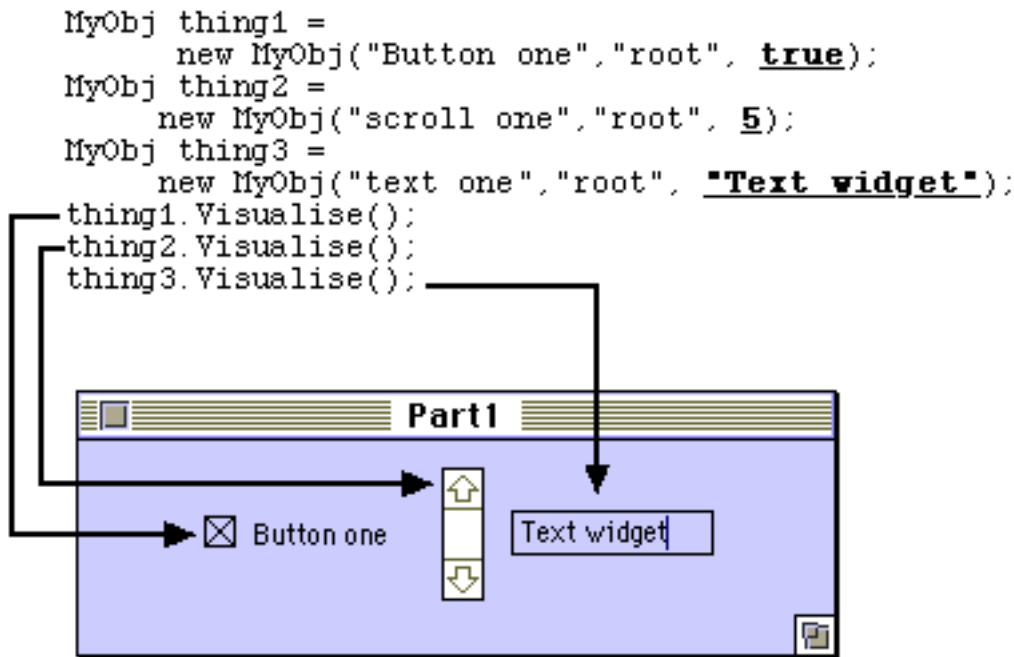 MyObj thing1 =
new MyObj("Button one","root", true);
MyObj thing2 =
new MyObj("scroll one","root", 5);
MyObj thing3 =
new MyObj("text one","root", "Text widget");
thing1.Visualise();
thing2.Visualise();
thing3.Visualise();
Part1
Button one
Text widget